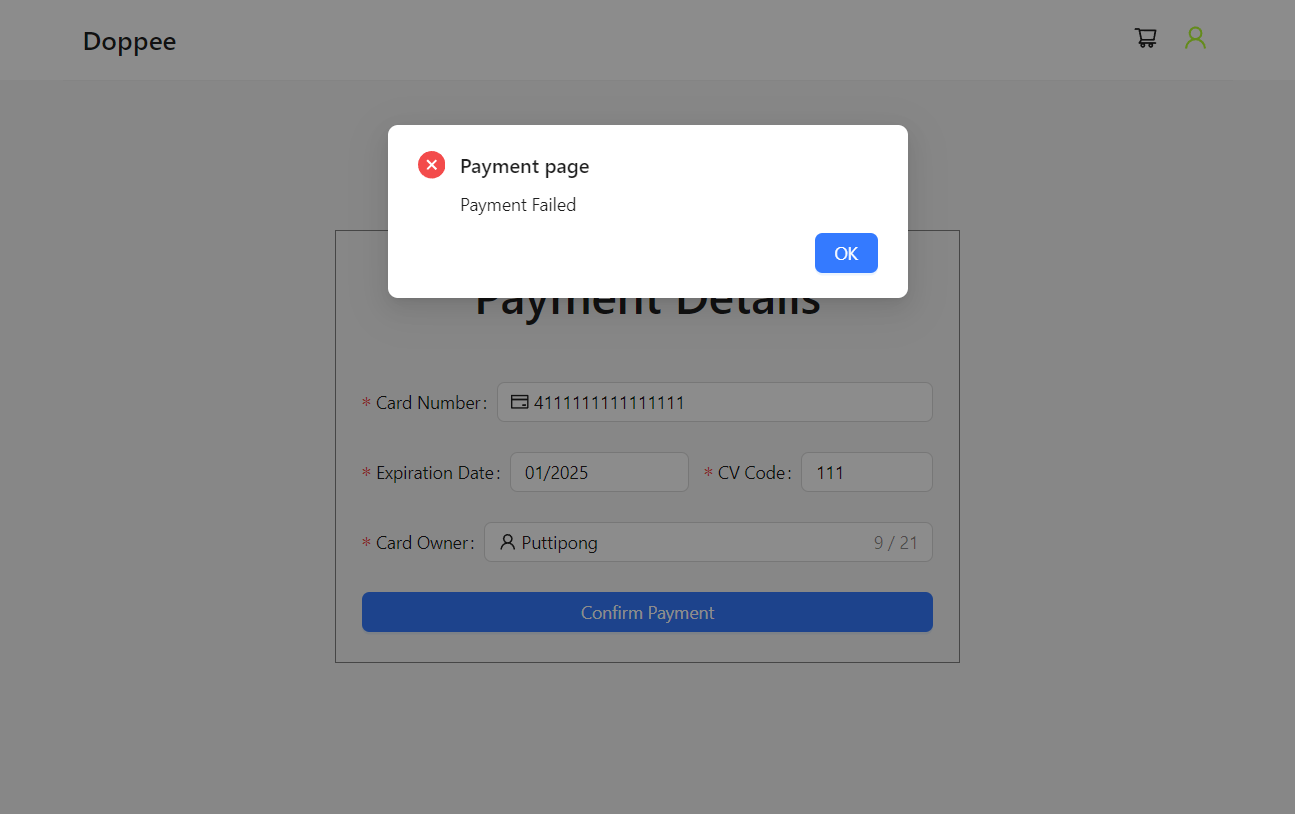 Doppee
Payment page
Payment Failed
OK
Payment Details
* Card Number: 4111111111111111
* Expiration Date: 01/2025 * CV Code: 111
* Card Owner: Puttipong 9 / 21
Confirm Payment